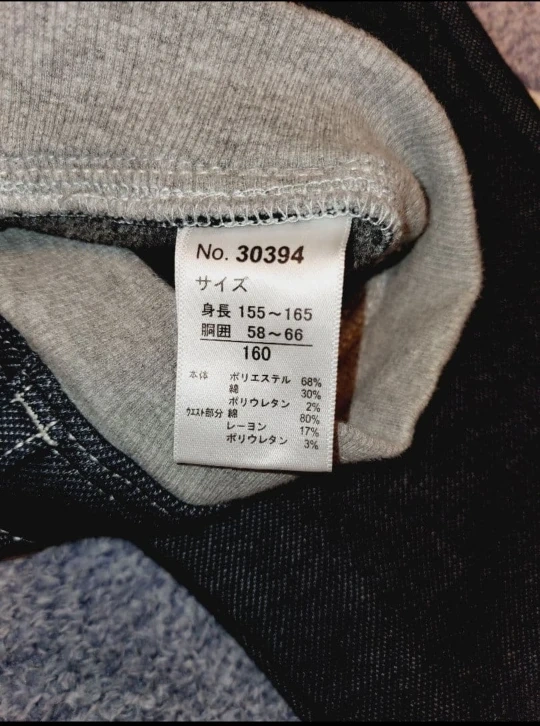 No. 30394
サイズ
身長 155～165
胴囲 58～66
160
本体 ポリエステル 68%
綿 30%
ポリウレタン 2%
ウエスト部分 綿 80%
レーヨン 17%
ポリウレタン 3%